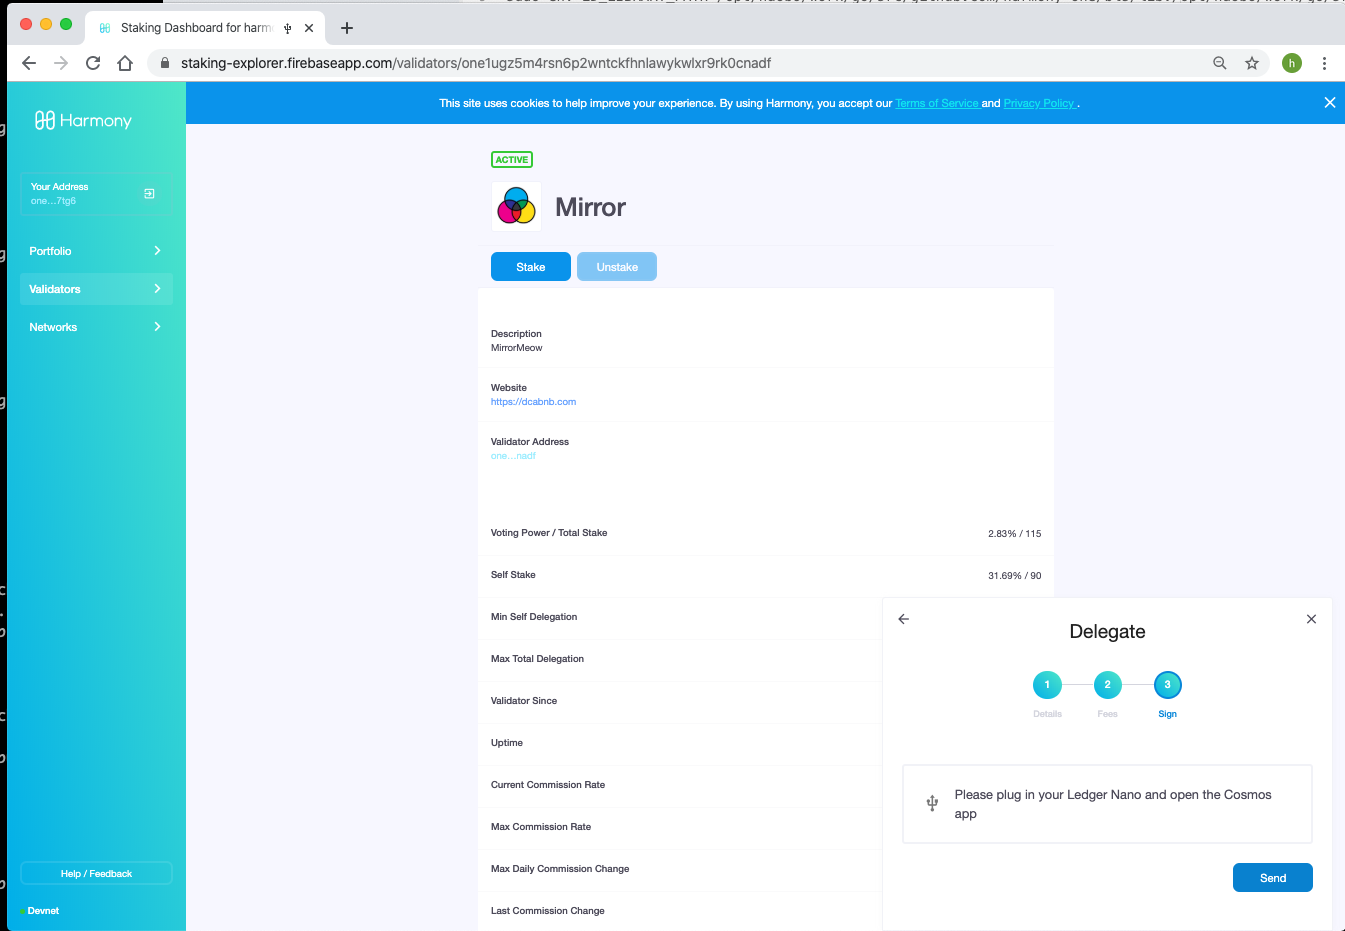 Staking Dashboard for harm
staking-explorer.firebaseapp.com/validators/one1ugz5m4rsn6p2wntckfhnlawykwlxr9rk0cnadf
h
This site uses cookies to help improve your experience. By using Harmony, you accept our Terms of Service and Privacy Policy .
Harmony
Your Address
one...7tg6
Portfolio
Validators
Networks
Help / Feedback
Devnet
ACTIVE
Mirror
Stake
Unstake
Description
MirrorMeow
Website
https://dcabnb.com
Validator Address
one...nadf
Voting Power / Total Stake
2.83% / 115
Self Stake
31.69% / 90
Min Self Delegation
Max Total Delegation
Validator Since
Uptime
Current Commission Rate
Max Commission Rate
Max Daily Commission Change
Last Commission Change
Delegate
1
2
3
Details
Fees
Sign
Please plug in your Ledger Nano and open the Cosmos
app
Send